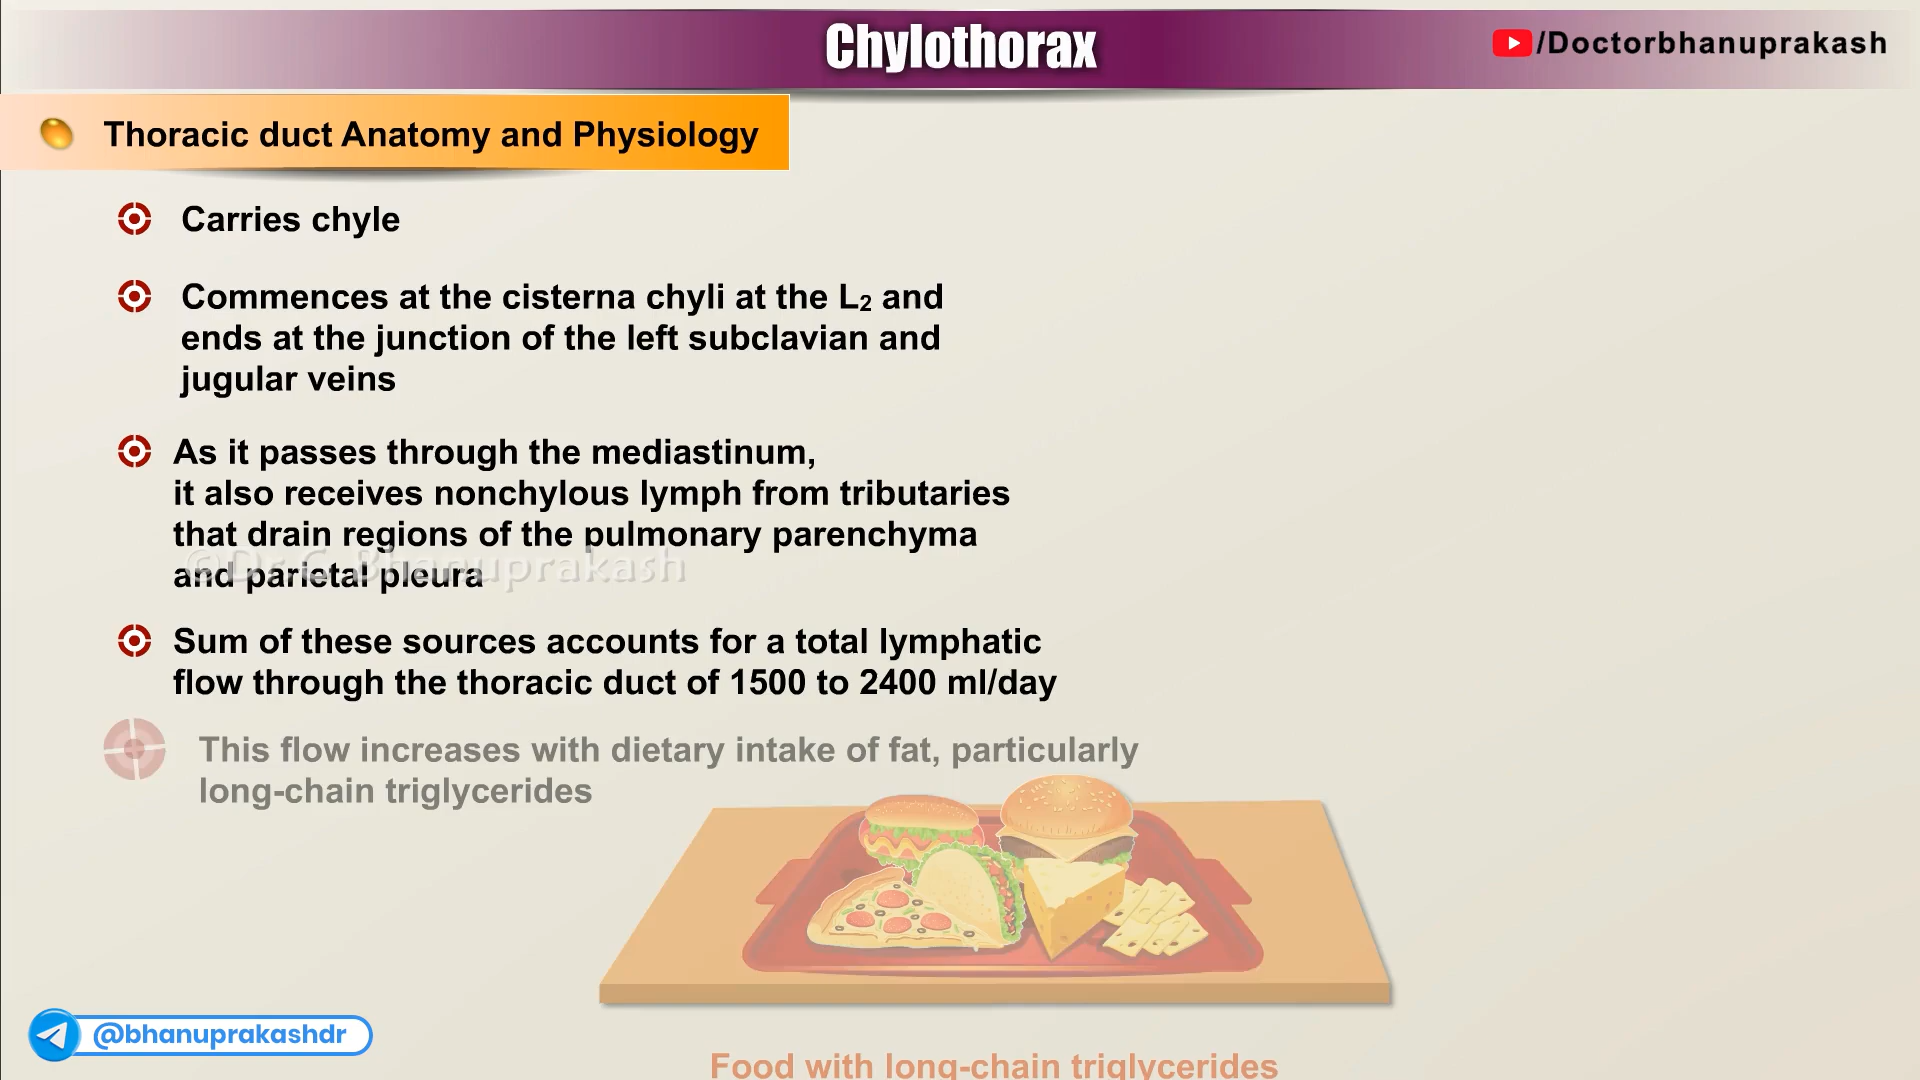 Chylothorax
/Doctorbhanuprakash
Thoracic duct Anatomy and Physiology
Carries chyle
Commences at the cisterna chyli at the L₂ and
ends at the junction of the left subclavian and
jugular veins
As it passes through the mediastinum,
it also receives nonchylous lymph from tributaries
that drain regions of the pulmonary parenchyma
and parietal pleura
©Dr.G Bhanuprakash
Sum of these sources accounts for a total lymphatic
flow through the thoracic duct of 1500 to 2400 ml/day
This flow increases with dietary intake of fat, particularly
long-chain triglycerides
@bhanuprakashdr
Food with long-chain triglycerides